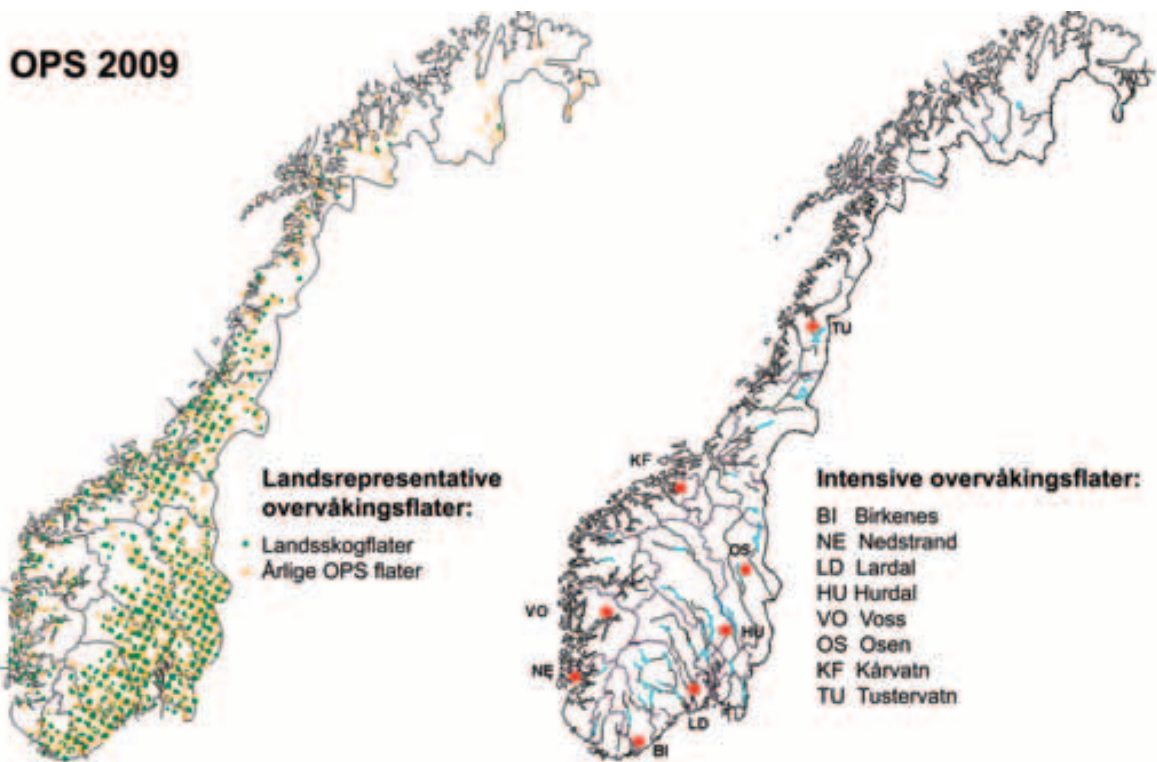 OPS 2009
Landsrepresentative
overvåkingsflater:
Landsskogflater
Årlige OPS flater
TU
KF
OS
VO
HU
NE
LD
BI
Intensive overvåkingsflater:
BI Birkenes
NE Nedstrand
LD Lardal
HU Hurdal
VO Voss
OS Osen
KF Kårvatn
TU Tustervatn